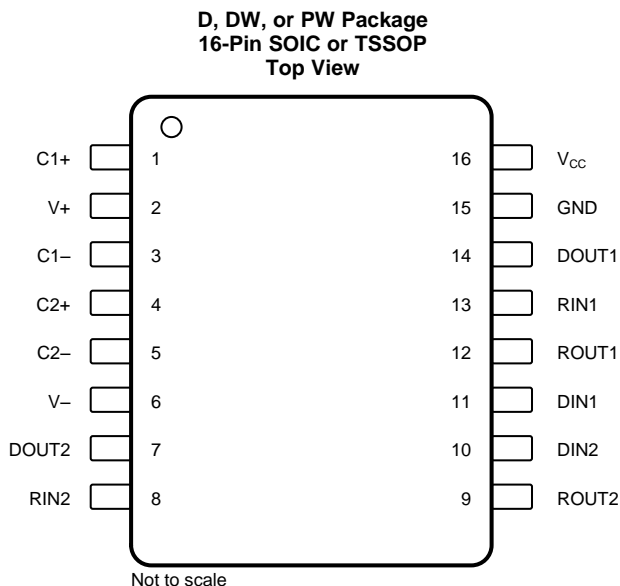 D, DW, or PW Package
16-Pin SOIC or TSSOP
Top View
C1+ 1 16 VCC
V+ 2 15 GND
C1– 3 14 DOUT1
C2+ 4 13 RIN1
C2– 5 12 ROUT1
V– 6 11 DIN1
DOUT2 7 10 DIN2
RIN2 8 9 ROUT2
Not to scale